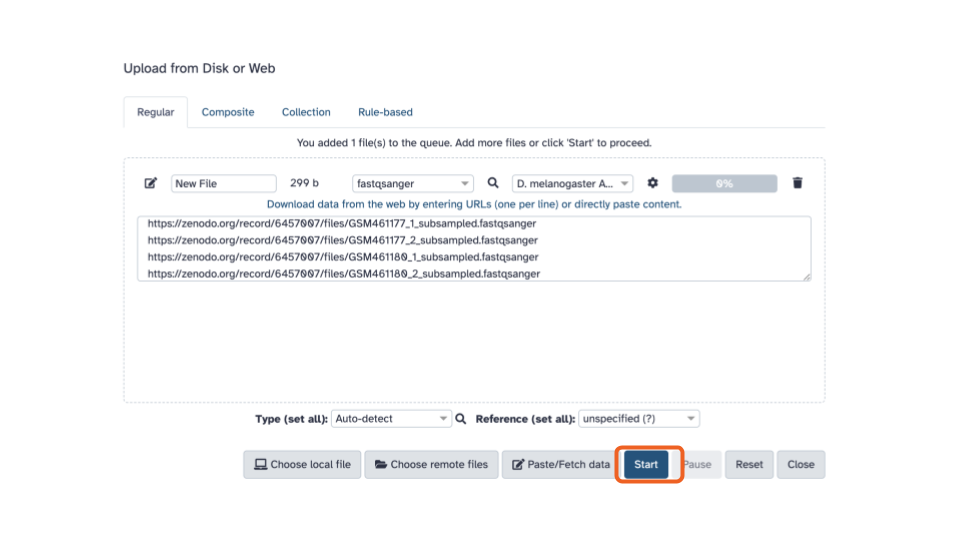 Upload from Disk or Web
Regular Composite Collection Rule-based
You added 1 file(s) to the queue. Add more files or click 'Start' to proceed.
New File 299 b fastqsanger D. melanogaster A... 0%
Download data from the web by entering URLs (one per line) or directly paste content.
https://zenodo.org/record/6457007/files/GSM461177_1_subsampled.fastqsanger
https://zenodo.org/record/6457007/files/GSM461177_2_subsampled.fastqsanger
https://zenodo.org/record/6457007/files/GSM461180_1_subsampled.fastqsanger
https://zenodo.org/record/6457007/files/GSM461180_2_subsampled.fastqsanger
Type (set all): Auto-detect Reference (set all): unspecified (?)
Choose local file Choose remote files Paste/Fetch data Start Pause Reset Close